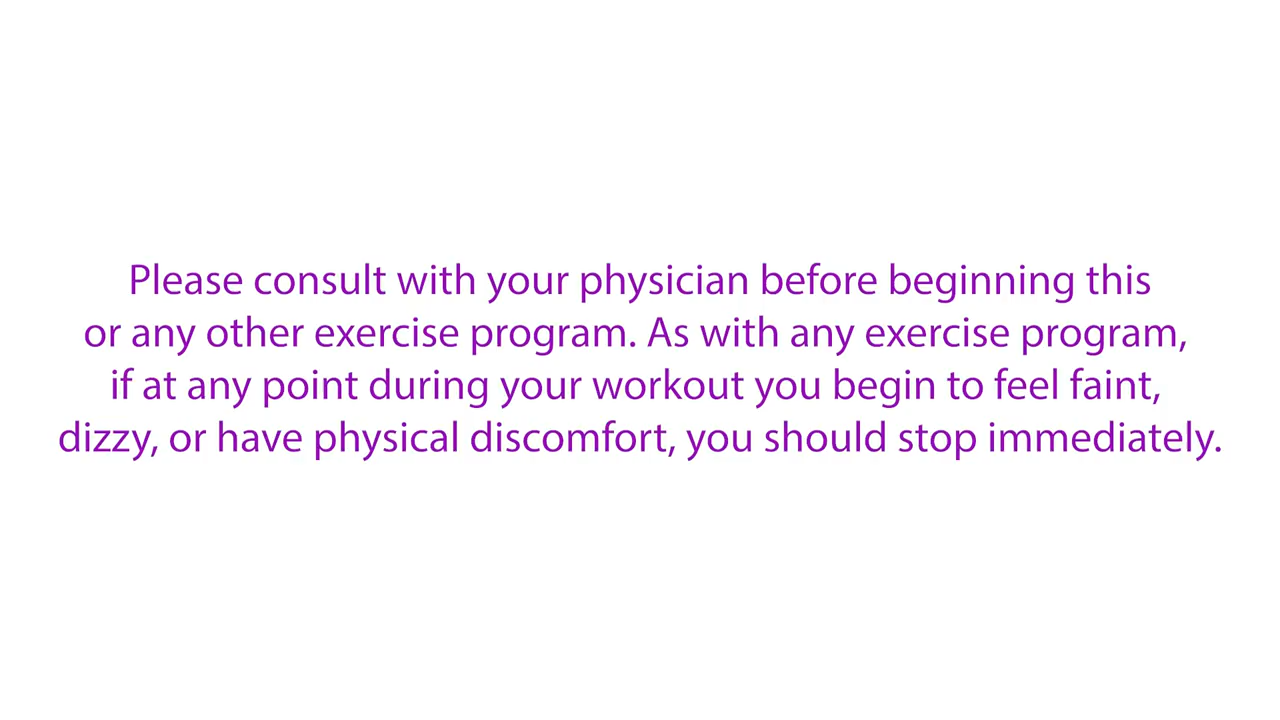 Please consult with your physician before beginning this
or any other exercise program. As with any exercise program,
if at any point during your workout you begin to feel faint,
dizzy, or have physical discomfort, you should stop immediately.